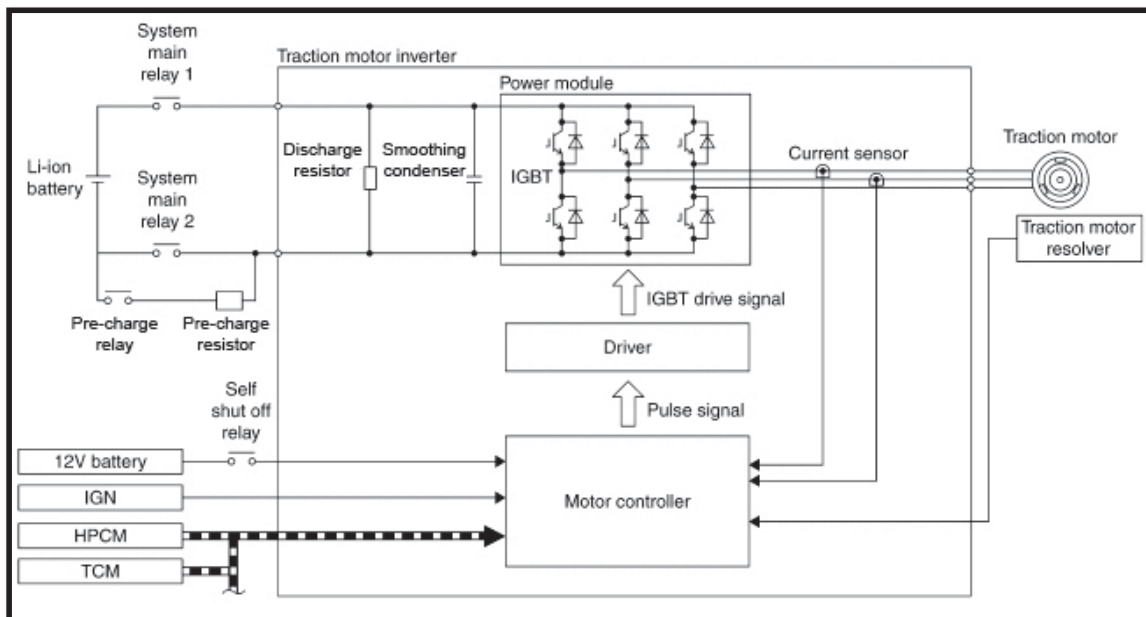 System
main
relay 1
Traction motor inverter
Power module
Li-ion
battery
System
main
relay 2
Discharge
resistor
Smoothing
condenser
IGBT
Current sensor
Traction motor
Traction motor
resolver
Pre-charge
relay
Pre-charge
resistor
IGBT drive signal
Driver
Self
shut off
relay
Pulse signal
12V battery
IGN
HPCM
TCM
Motor controller